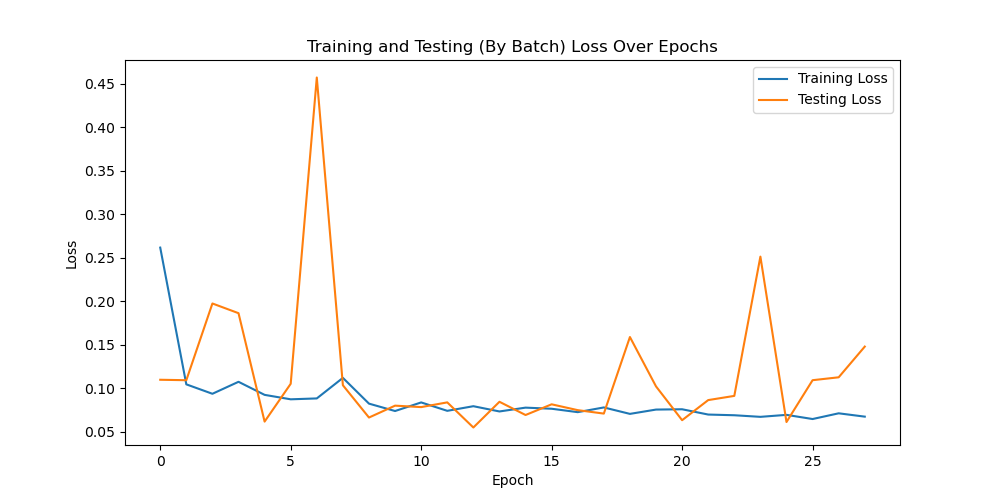 Training and Testing (By Batch) Loss Over Epochs
Training Loss
Testing Loss
0.45
0.40
0.35
0.30
0.25
0.20
0.15
0.10
0.05
Loss
0 5 10 15 20 25
Epoch